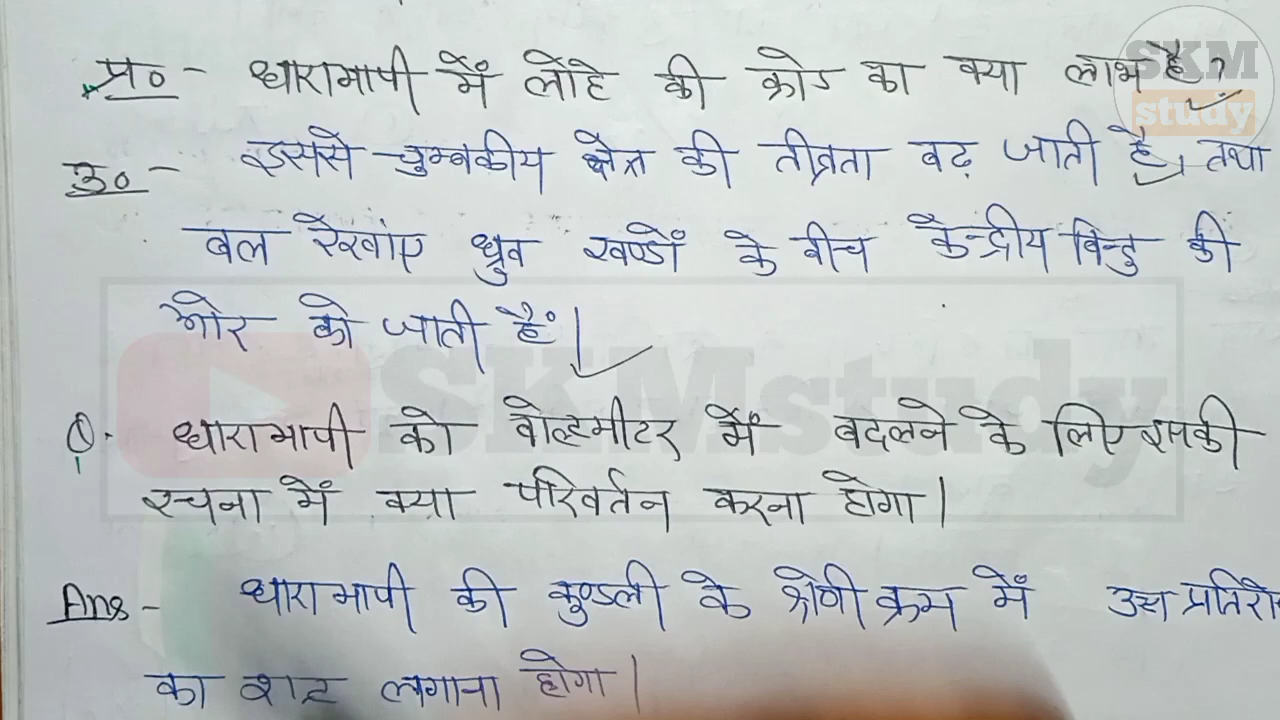 प्र० - धारामापी में लोहे की क्रोड का क्या लाभ है?
उ० - इससे चुम्बकीय क्षेत्र की तीव्रता बढ़ जाती है, तथा
बल रेखांए ध्रुव खण्डों के बीच केन्द्रीय बिन्दु की
ओर को जाती हैं।
Q. धारामापी को वोल्टमीटर में बदलने के लिए इसकी
रचना में क्या परिवर्तन करना होगा।
Ans - धारामापी की कुण्डली के श्रेणी क्रम में उच्च प्रतिरोध
का शन्ट लगाना होगा।
SKM
study
SKMstudy